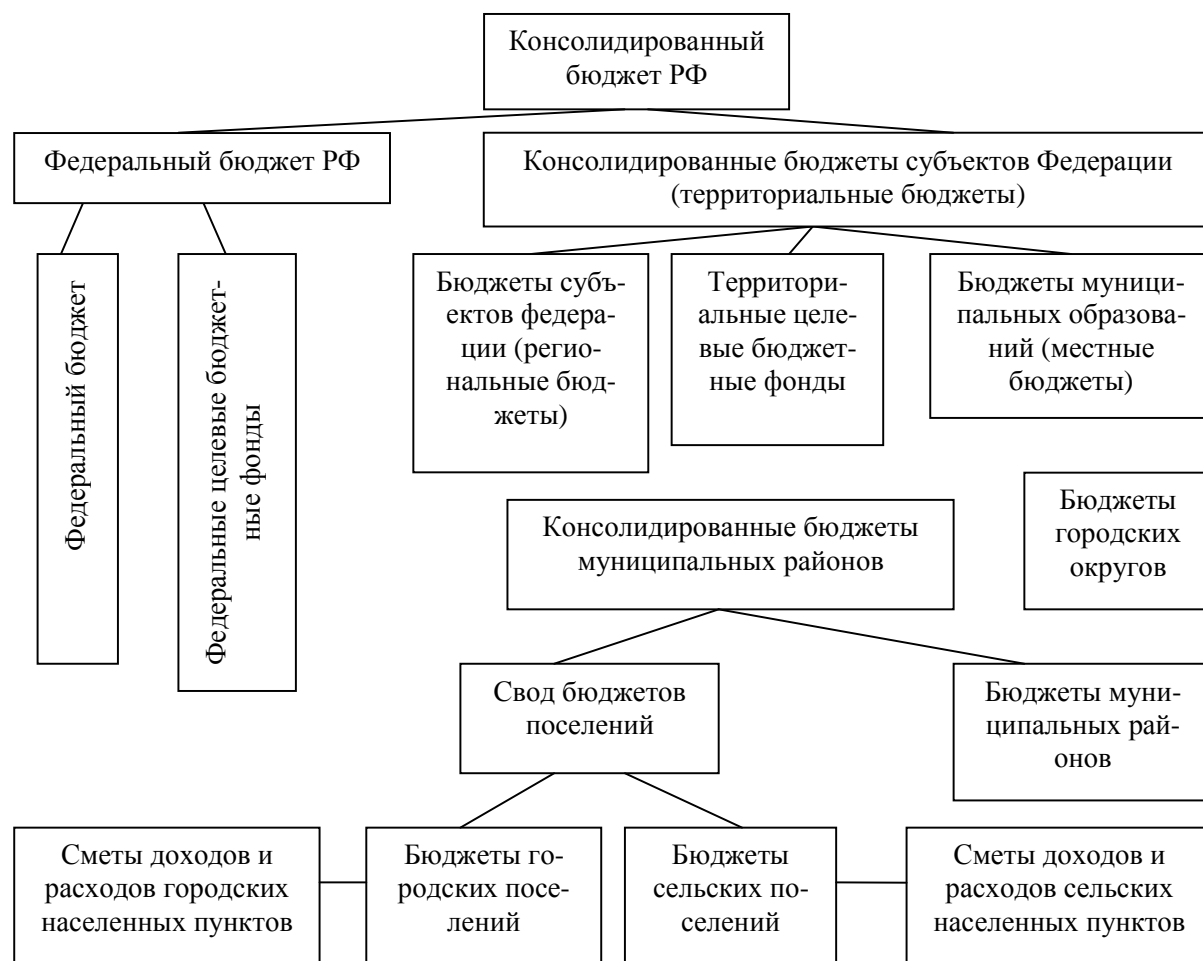 Консолидированный
бюджет РФ
Федеральный бюджет РФ
Консолидированные бюджеты субъектов Федерации
(территориальные бюджеты)
Федеральный бюджет
Федеральные целевые бюджет-
ные фонды
Бюджеты субъ-
ектов федера-
ции (регио-
нальные бюд-
жеты)
Территори-
альные целе-
вые бюджет-
ные фонды
Бюджеты муници-
пальных образова-
ний (местные
бюджеты)
Консолидированные бюджеты
муниципальных районов
Бюджеты
городских
округов
Свод бюджетов
поселений
Бюджеты муни-
ципальных рай-
онов
Сметы доходов и
расходов городских
населенных пунктов
Бюджеты го-
родских посе-
лений
Бюджеты
сельских по-
селений
Сметы доходов и
расходов сельских
населенных пунктов